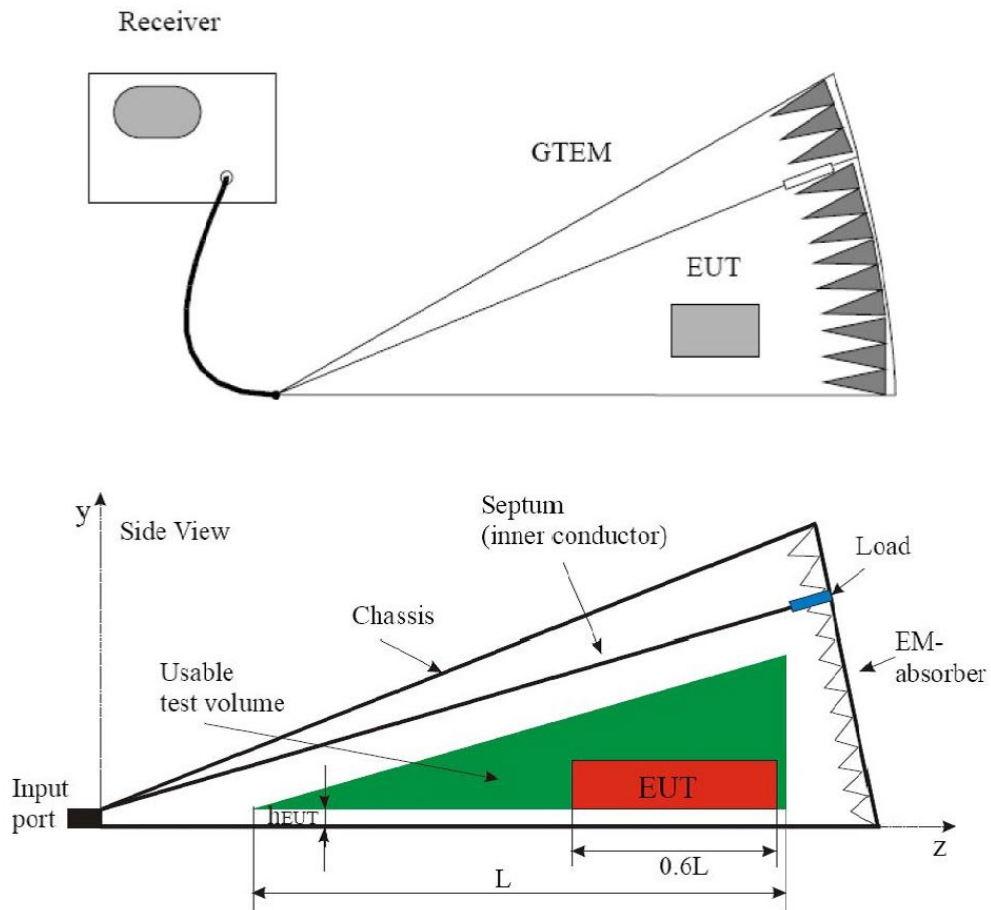 Receiver
GTEM
EUT
y
Side View
Septum
(inner conductor)
Load
Chassis
EM-
absorber
Usable
test volume
Input
port
EUT
hEUT
z
0.6L
L